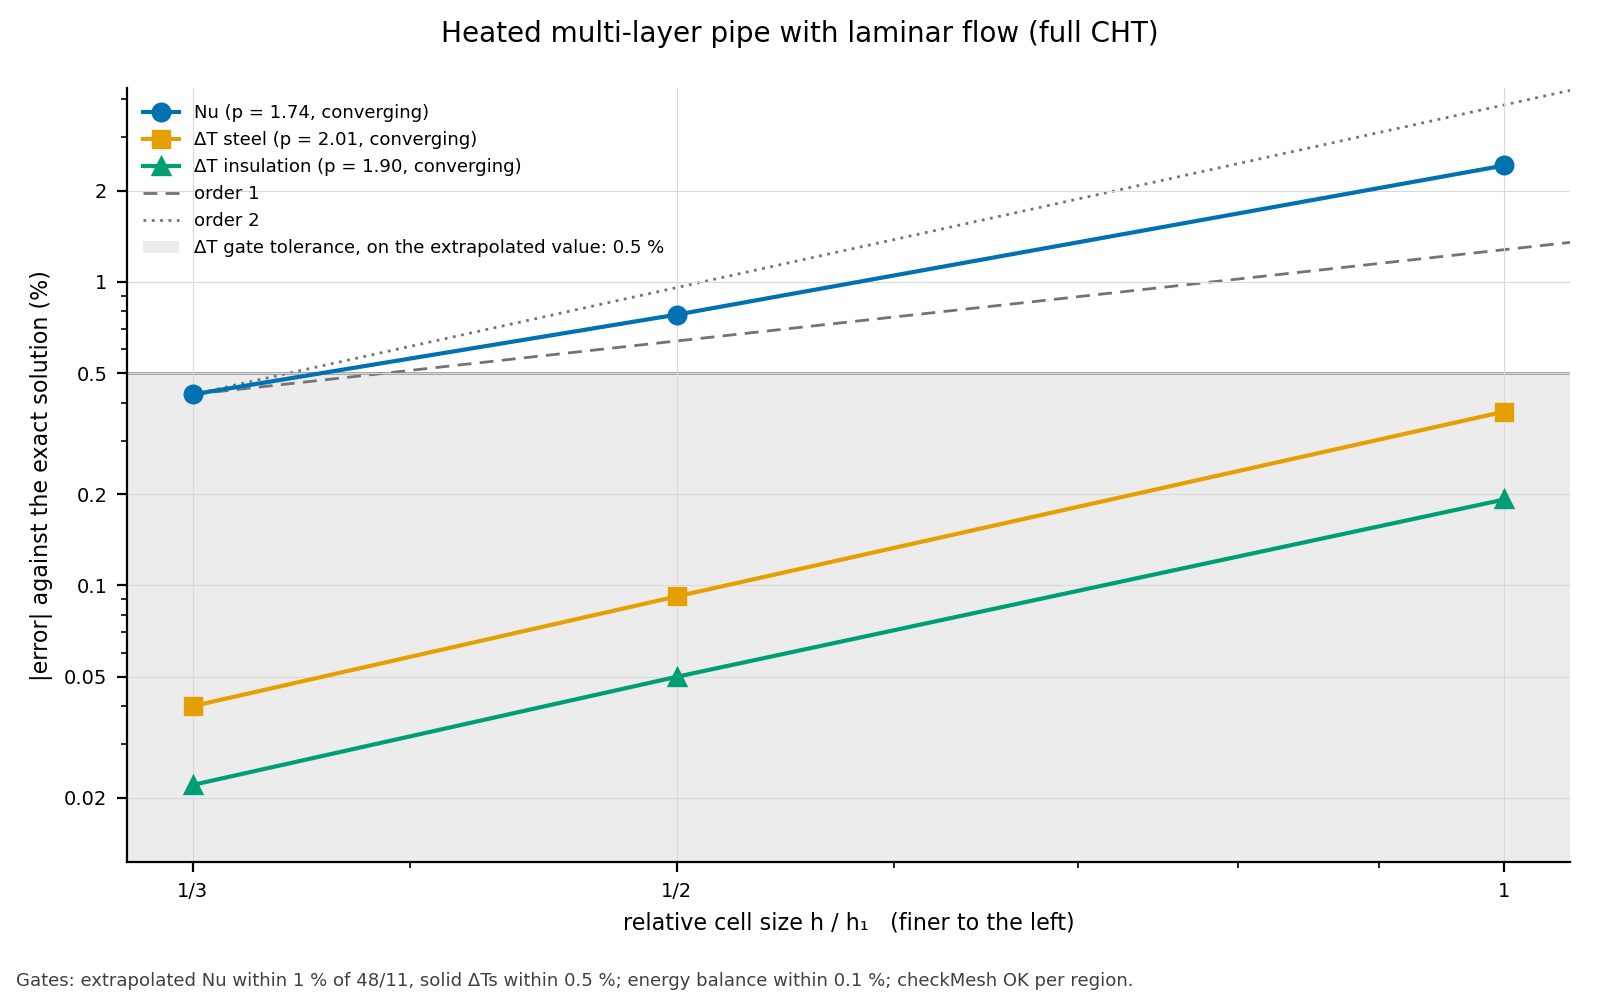 Heated multi-layer pipe with laminar flow (full CHT)
Nu (p = 1.74, converging)
ΔT steel (p = 2.01, converging)
ΔT insulation (p = 1.90, converging)
order 1
order 2
ΔT gate tolerance, on the extrapolated value: 0.5 %
|error| against the exact solution (%)
2
1
0.5
0.2
0.1
0.05
0.02
1/3
1/2
1
relative cell size h / h₁   (finer to the left)
Gates: extrapolated Nu within 1 % of 48/11, solid ΔTs within 0.5 %; energy balance within 0.1 %; checkMesh OK per region.